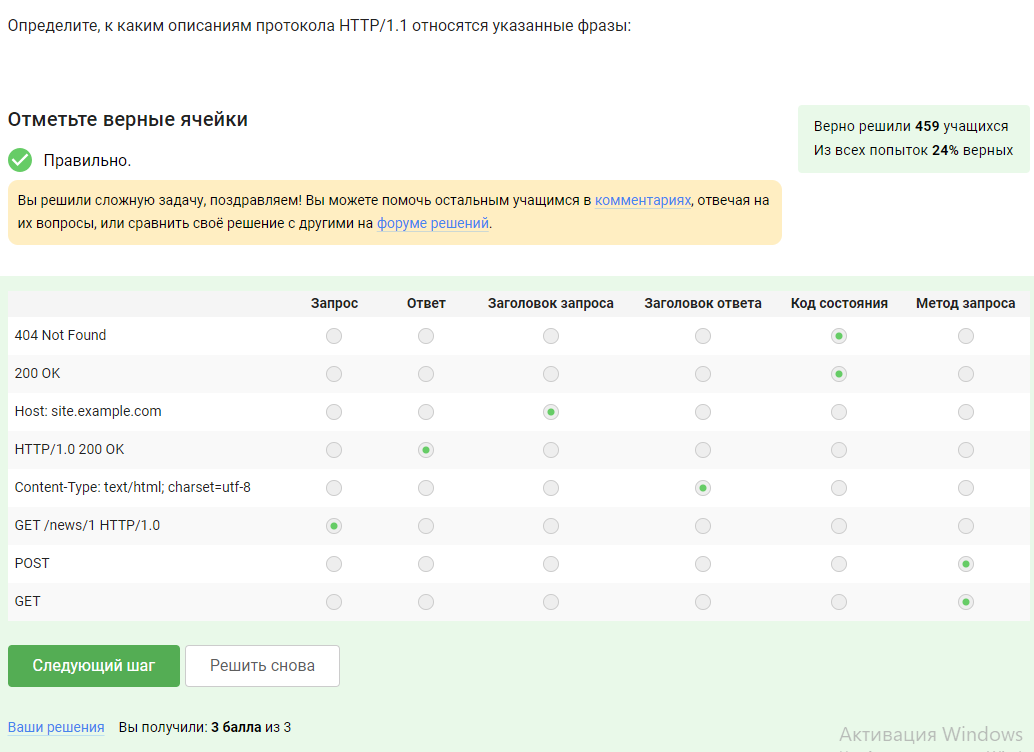 Определите, к каким описаниям протокола HTTP/1.1 относятся указанные фразы:
Отметьте верные ячейки
Верно решили 459 учащихся
Из всех попыток 24% верных
Правильно.
Вы решили сложную задачу, поздравляем! Вы можете помочь остальным учащимся в комментариях, отвечая на
их вопросы, или сравнить своё решение с другими на форуме решений.
Запрос Ответ Заголовок запроса Заголовок ответа Код состояния Метод запроса
404 Not Found
200 OK
Host: site.example.com
HTTP/1.0 200 OK
Content-Type: text/html; charset=utf-8
GET /news/1 HTTP/1.0
POST
GET
Следующий шаг Решить снова
Ваши решения Вы получили: 3 балла из 3
Активация Windows